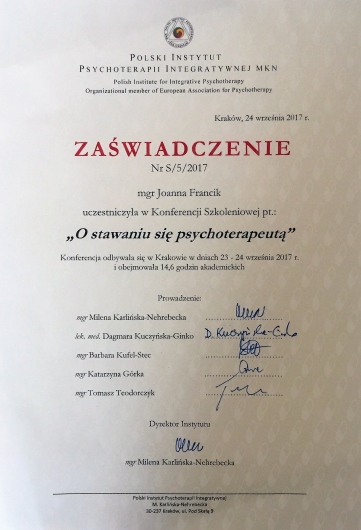 POLSKI INSTYTUT
PSYCHOTERAPII INTEGRATYWNEJ MKN
Polish Institute for Integrative Psychotherapy
Organizational member of European Association for Psychotherapy
Kraków, 24 września 2017 r.
ZAŚWIADCZENIE
Nr S/5/2017
mgr Joanna Francik
uczestniczyła w Konferencji Szkoleniowej pt.:
„O stawaniu się psychoterapeutą”
Konferencja odbywała się w Krakowie w dniach 23 - 24 września 2017 r.
i obejmowała 14,6 godzin akademickich
Prowadzenie:
mgr Milena Karlińska-Nehrebecka
lek. med. Dagmara Kuczyńska-Ginko D. Kuczyńska-Ginko
mgr Barbara Kufel-Stec
mgr Katarzyna Górka
mgr Tomasz Teodorczyk
Dyrektor Instytutu
mgr Milena Karlińska-Nehrebecka
Polski Instytut Psychoterapii Integratywnej
M. Karlińska-Nehrebecka
30-237 Kraków, ul. Pod Skałą 9